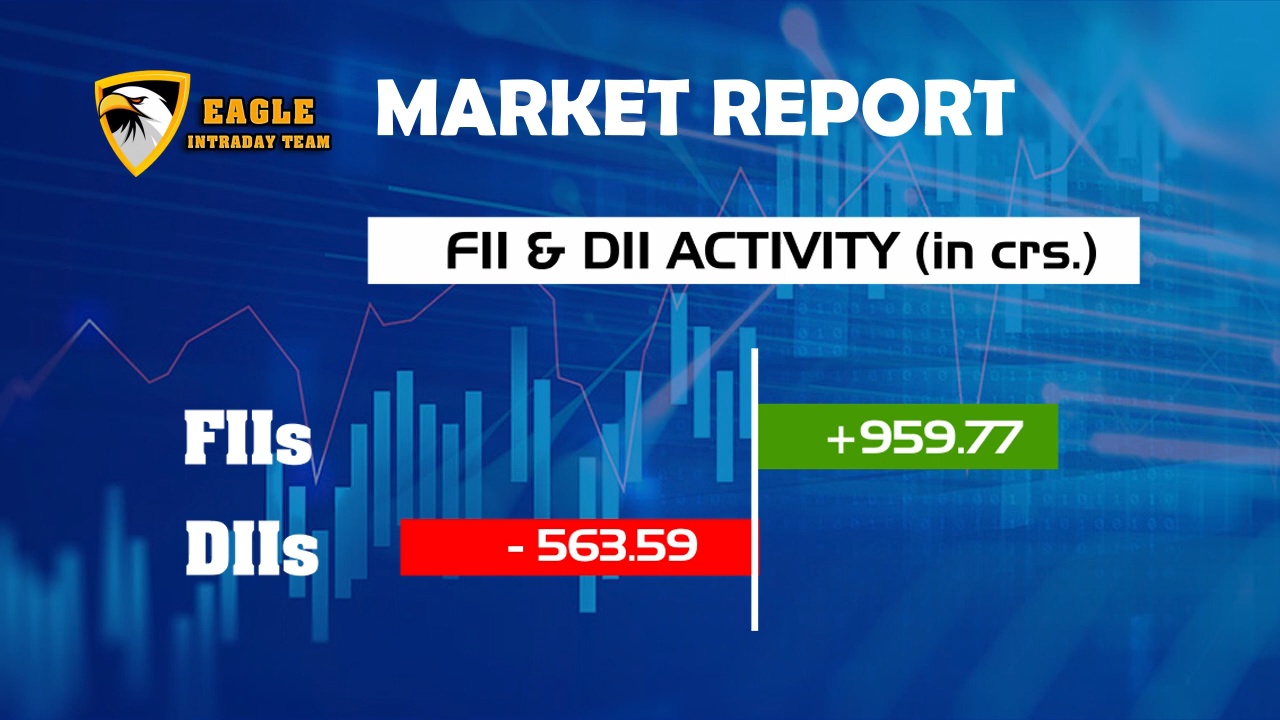 EAGLE
INTRADAY TEAM
MARKET REPORT
FII & DII ACTIVITY (in crs.)
FIIs
+959.77
DIIs
- 563.59